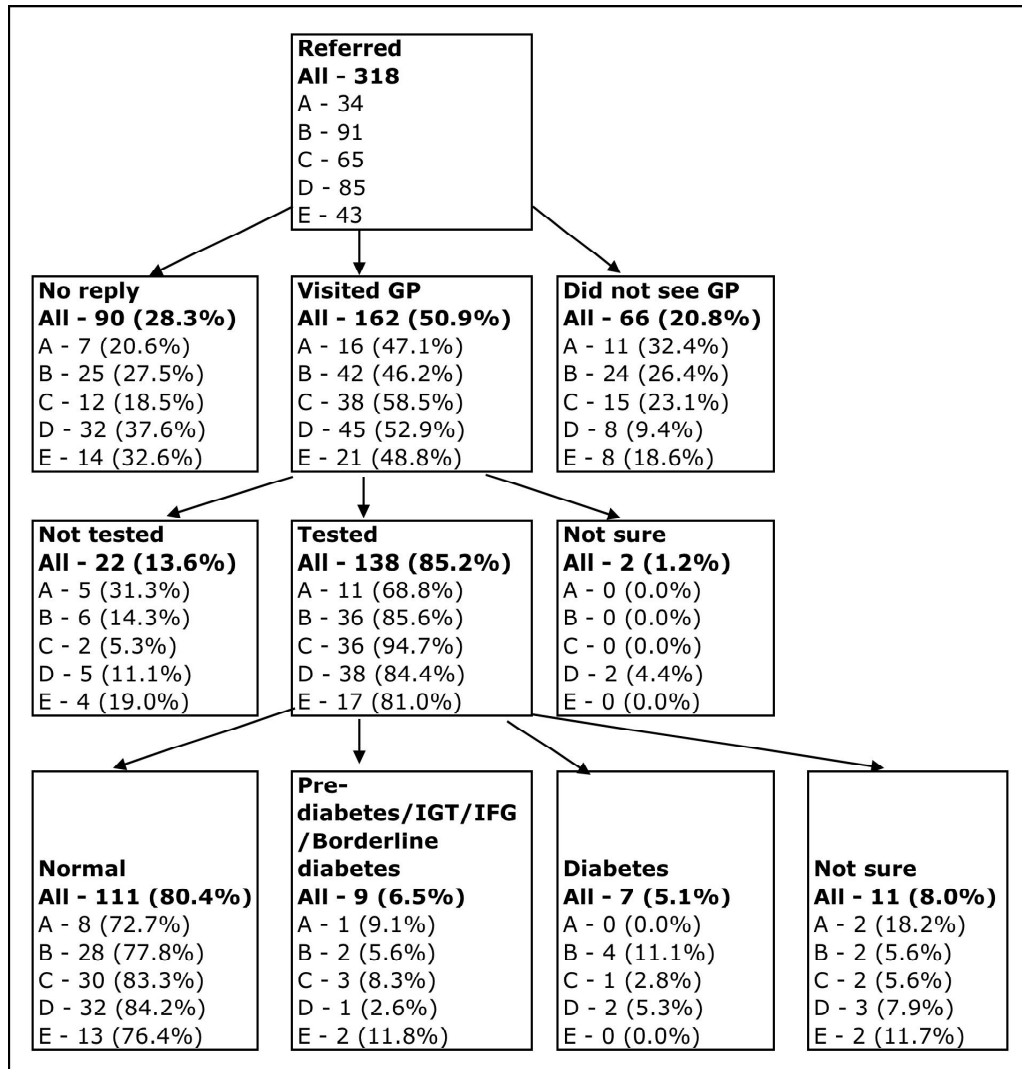 Referred
All - 318
A - 34
B - 91
C - 65
D - 85
E - 43
No reply
All - 90 (28.3%)
A - 7 (20.6%)
B - 25 (27.5%)
C - 12 (18.5%)
D - 32 (37.6%)
E - 14 (32.6%)
Visited GP
All - 162 (50.9%)
A - 16 (47.1%)
B - 42 (46.2%)
C - 38 (58.5%)
D - 45 (52.9%)
E - 21 (48.8%)
Did not see GP
All - 66 (20.8%)
A - 11 (32.4%)
B - 24 (26.4%)
C - 15 (23.1%)
D - 8 (9.4%)
E - 8 (18.6%)
Not tested
All - 22 (13.6%)
A - 5 (31.3%)
B - 6 (14.3%)
C - 2 (5.3%)
D - 5 (11.1%)
E - 4 (19.0%)
Tested
All - 138 (85.2%)
A - 11 (68.8%)
B - 36 (85.6%)
C - 36 (94.7%)
D - 38 (84.4%)
E - 17 (81.0%)
Not sure
All - 2 (1.2%)
A - 0 (0.0%)
B - 0 (0.0%)
C - 0 (0.0%)
D - 2 (4.4%)
E - 0 (0.0%)
Normal
All - 111 (80.4%)
A - 8 (72.7%)
B - 28 (77.8%)
C - 30 (83.3%)
D - 32 (84.2%)
E - 13 (76.4%)
Pre-
diabetes/IGT/IFG
/Borderline
diabetes
All - 9 (6.5%)
A - 1 (9.1%)
B - 2 (5.6%)
C - 3 (8.3%)
D - 1 (2.6%)
E - 2 (11.8%)
Diabetes
All - 7 (5.1%)
A - 0 (0.0%)
B - 4 (11.1%)
C - 1 (2.8%)
D - 2 (5.3%)
E - 0 (0.0%)
Not sure
All - 11 (8.0%)
A - 2 (18.2%)
B - 2 (5.6%)
C - 2 (5.6%)
D - 3 (7.9%)
E - 2 (11.7%)